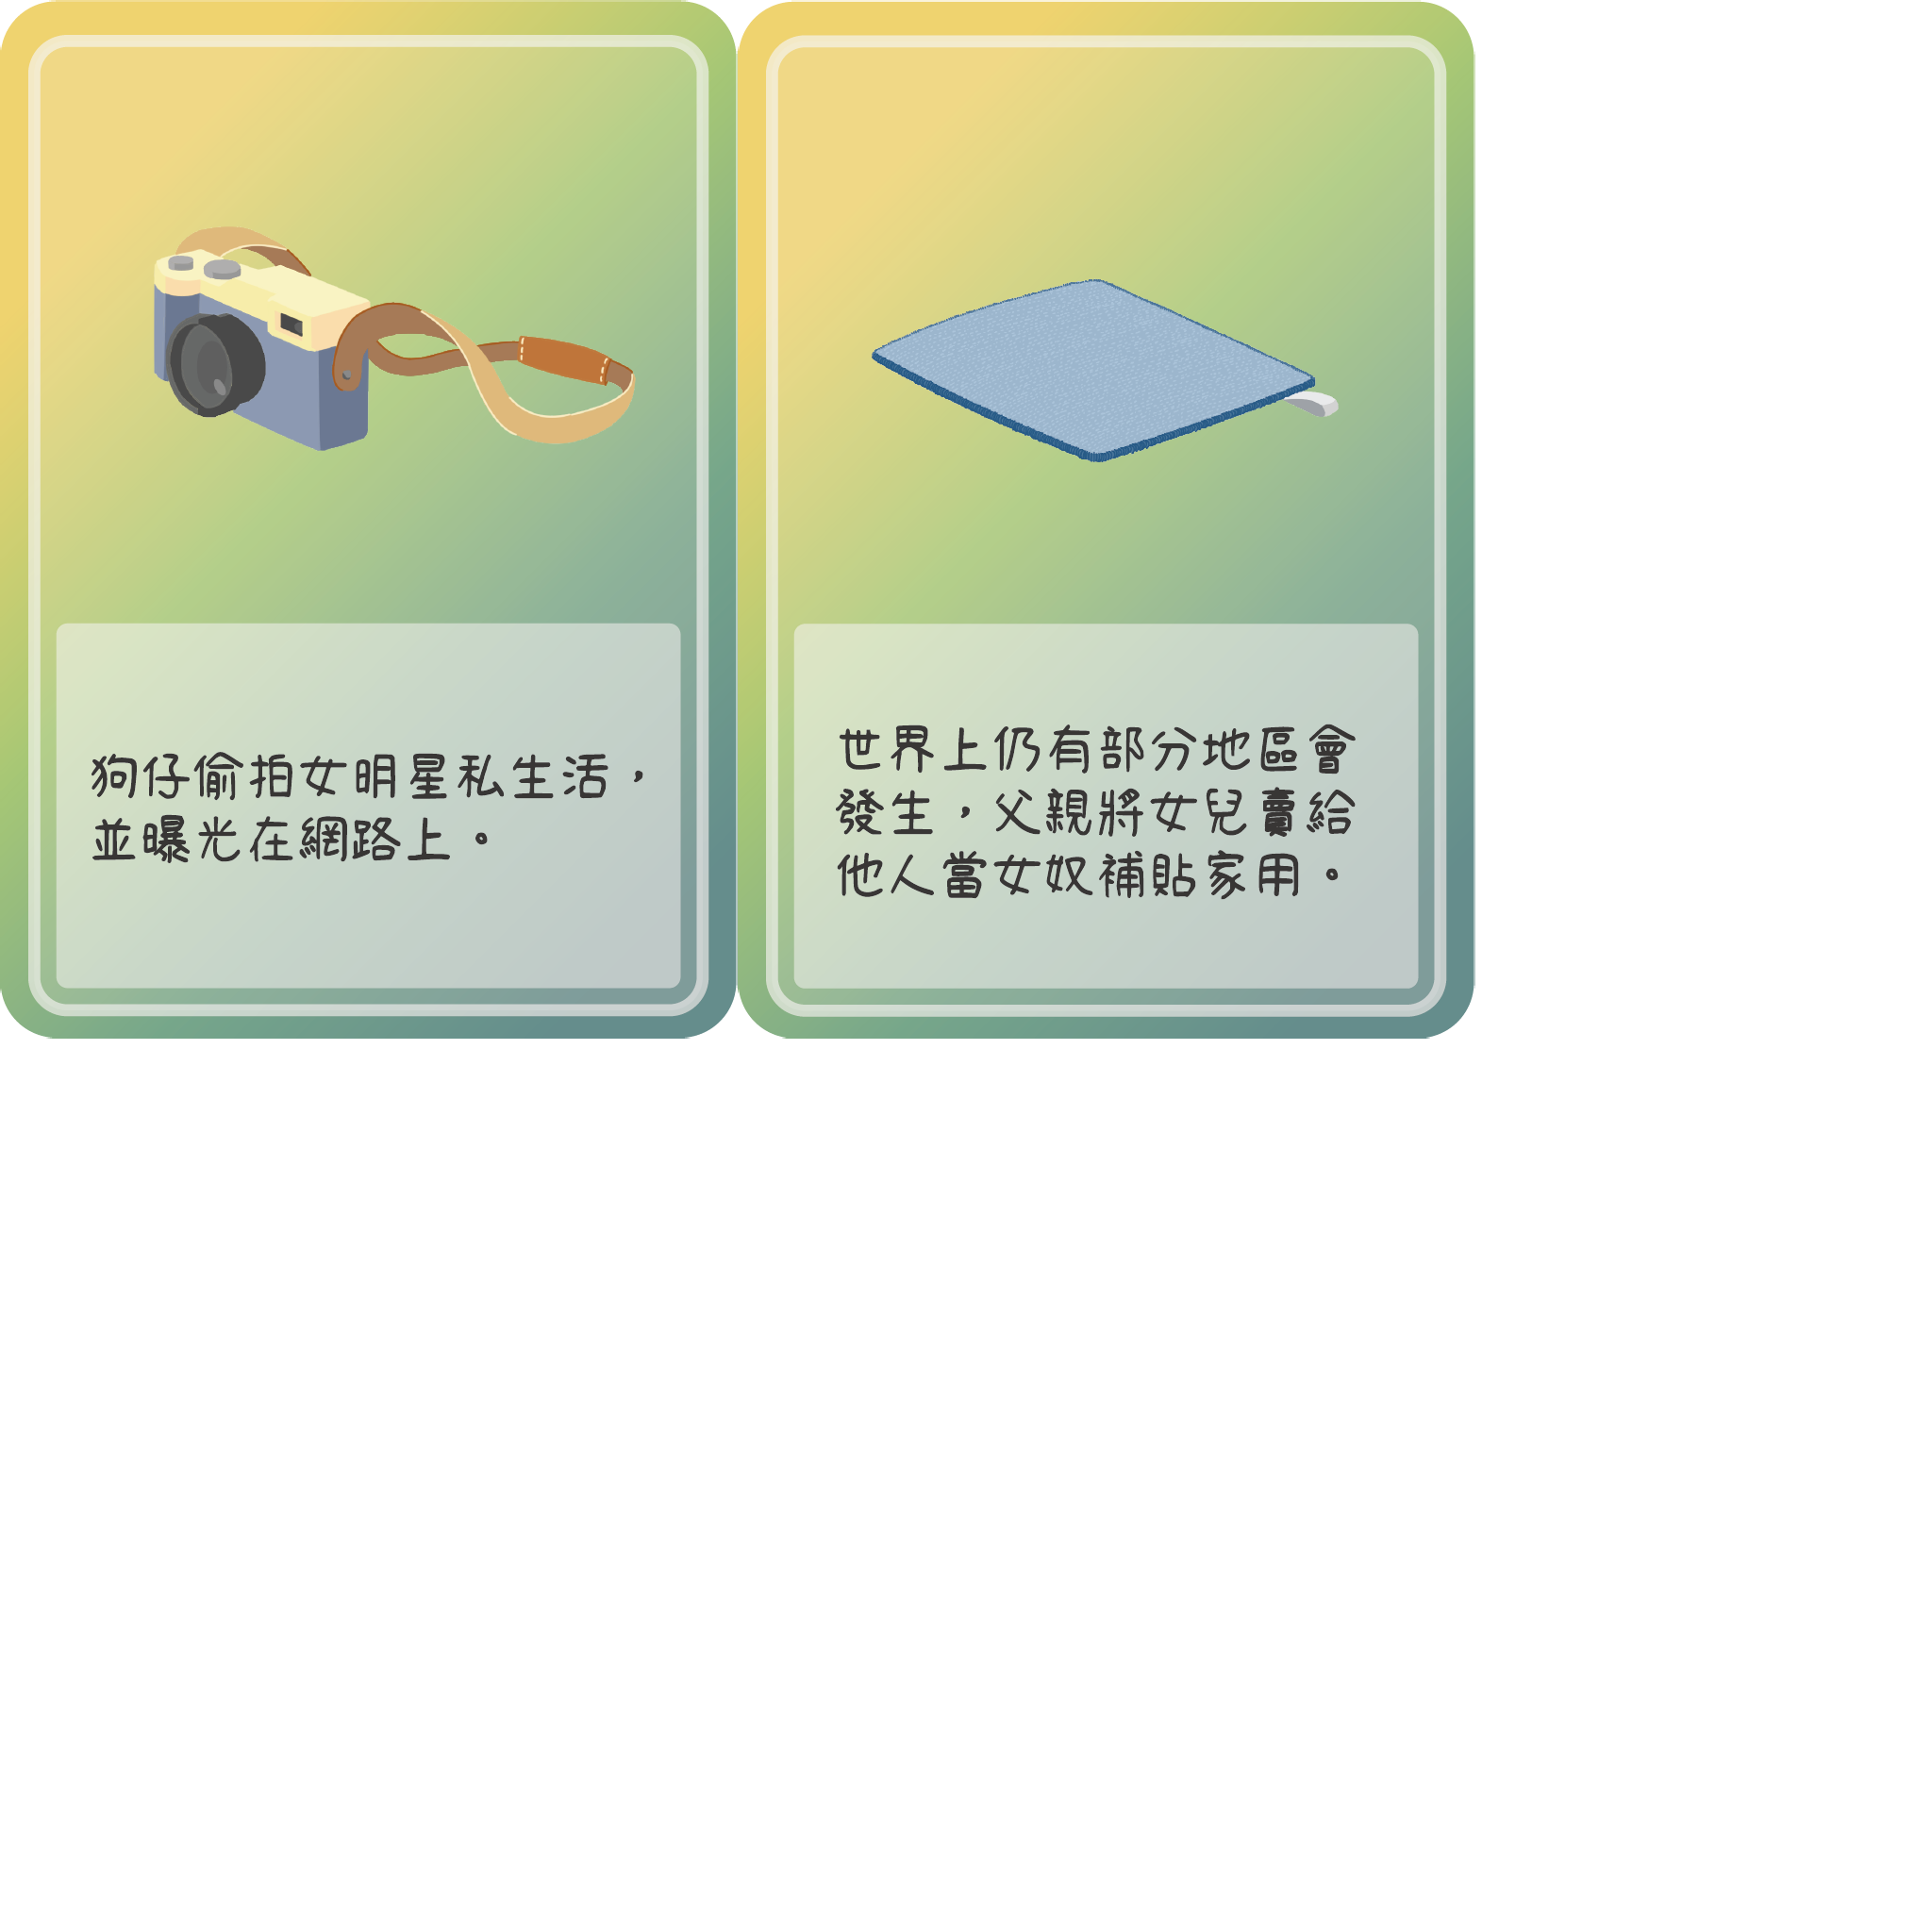 狗仔偷拍女明星私生活，
並曝光在網路上。
世界上仍有部分地區會
發生，父親將女兒賣給
他人當女奴補貼家用。